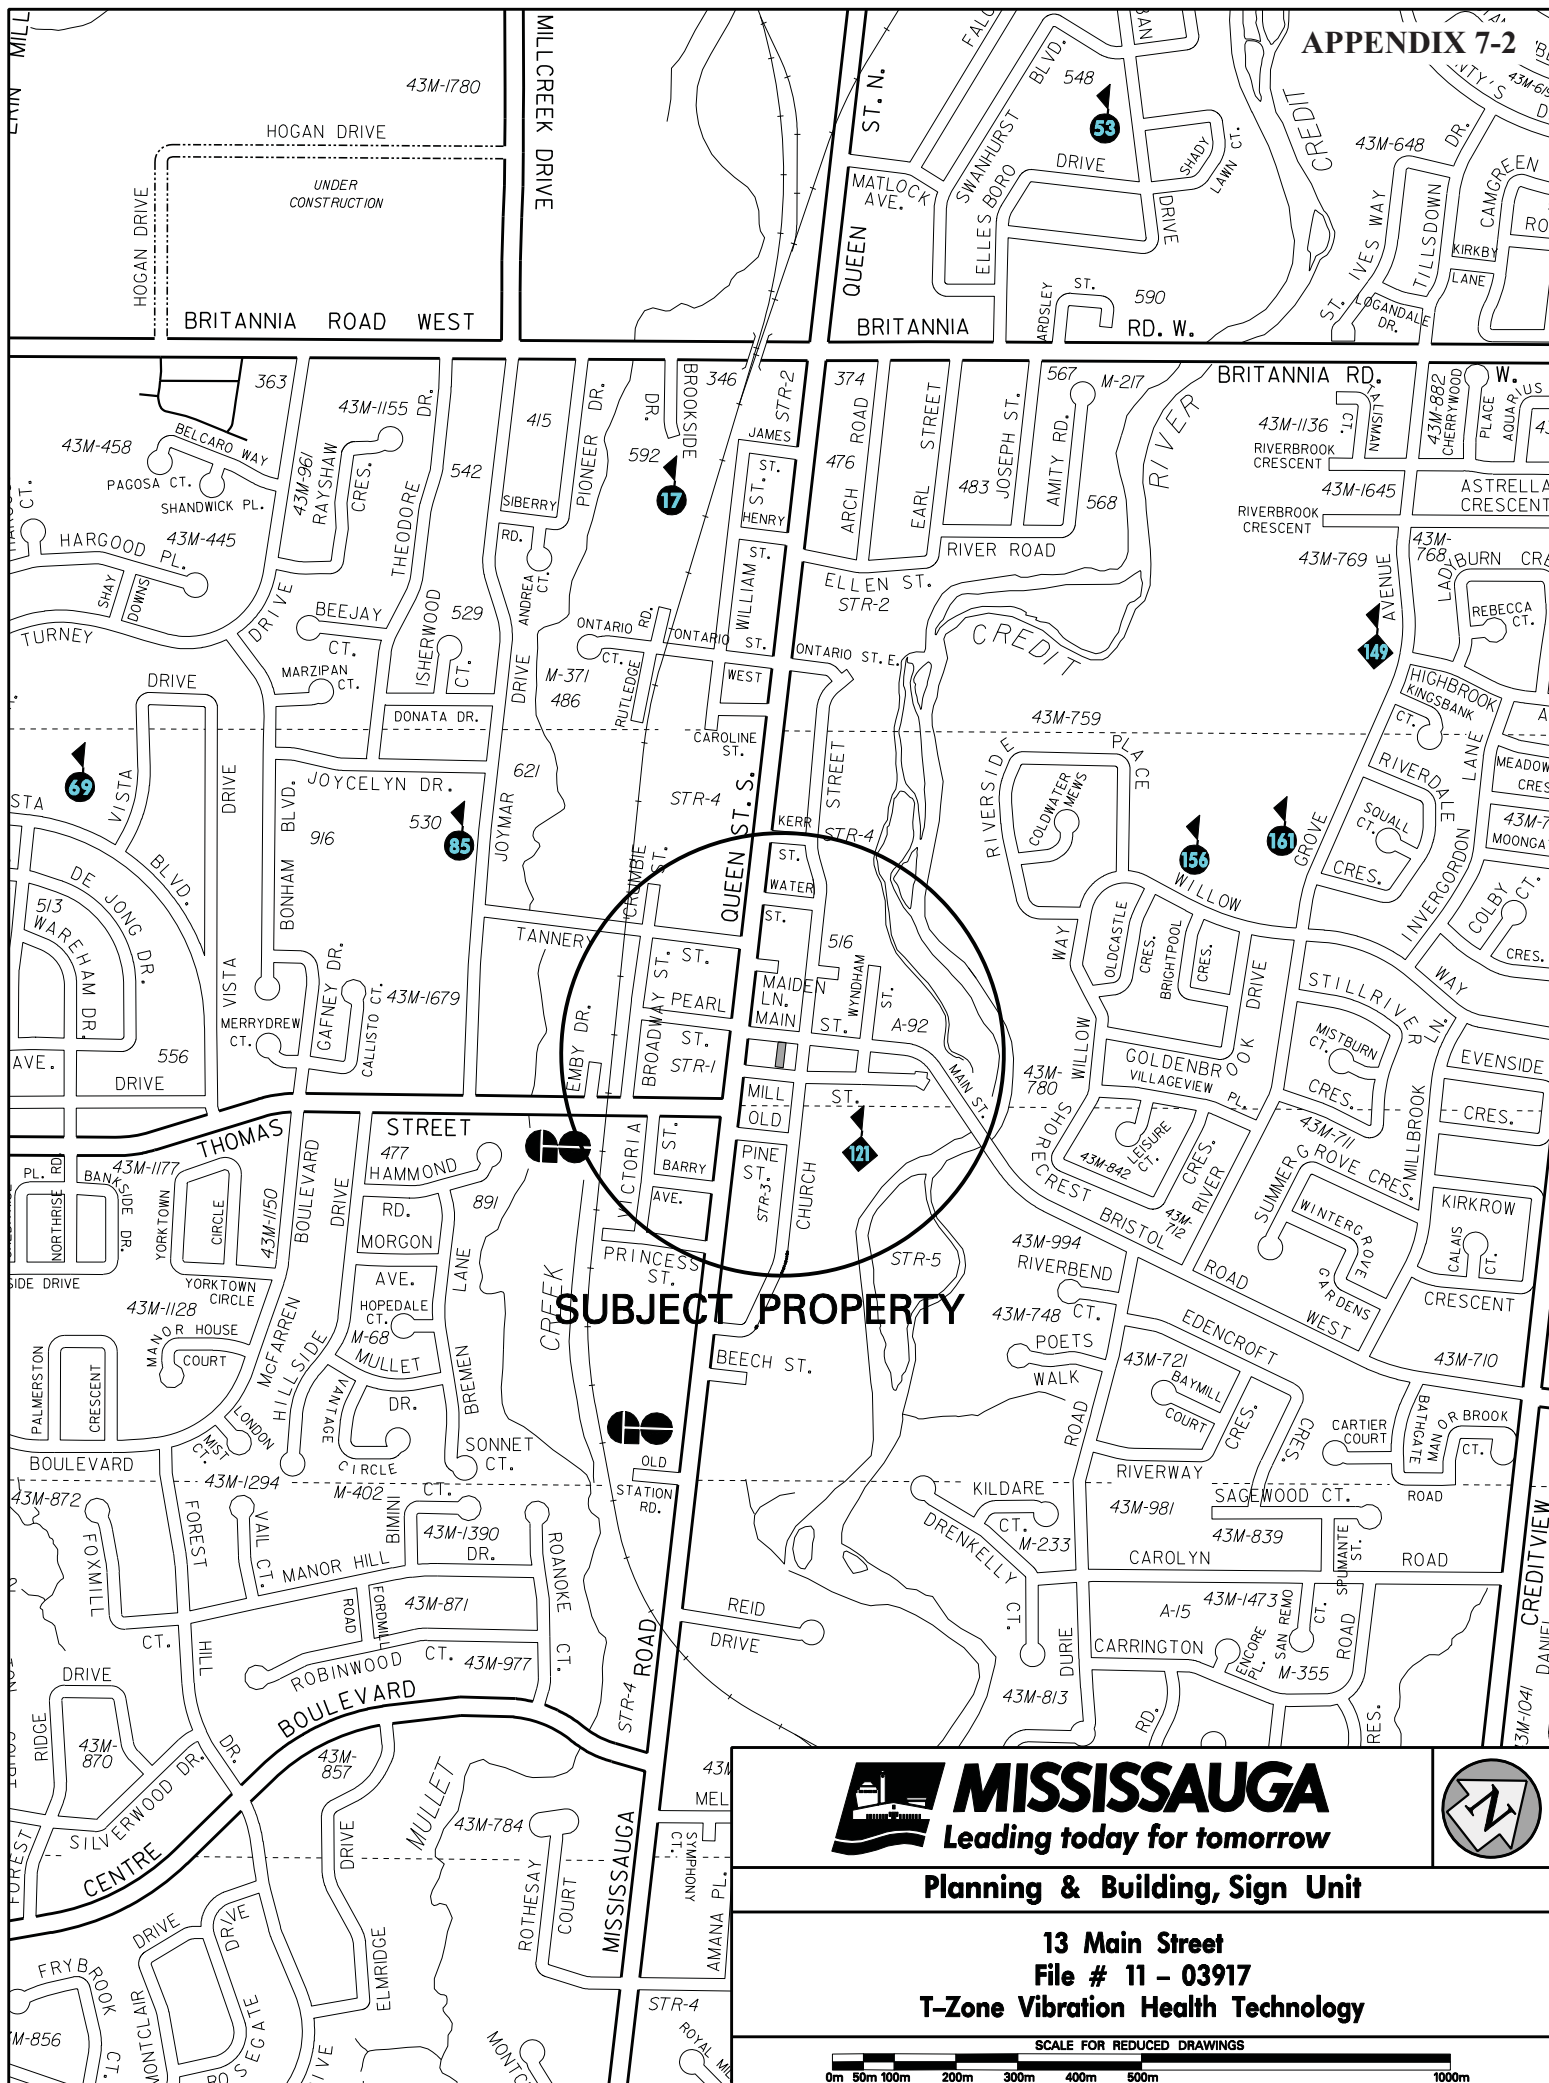 APPENDIX 7-2
ERIN MILL
43M-1780
MILLCREEK DRIVE
HOGAN DRIVE
UNDER
CONSTRUCTION
HOGAN DRIVE
BRITANNIA ROAD WEST
QUEEN ST. N.
MATLOCK
AVE.
SWANHURST BLVD.
548
53
ELLESBORO DRIVE
DRIVE
SHADY
LAWN CT.
CREDIT
43M-648
ST. IVES WAY
TILLSDOWN DR.
CAMGREEN
KIRKBY
LANE
LOGANDALE
DR.
ARDSLEY ST.
590
BRITANNIA RD. W.
BRITANNIA RD. W.
363
43M-1155
43M-458
BELCARO WAY
PAGOSA CT.
SHANDWICK PL.
43M-961
RAYSHAW
CRES.
THEODORE DR.
415
542
SIBERRY
RD.
PIONEER DR.
BROOKSIDE
DR.
592
17
346
STR-2
JAMES
ST.
HENRY
ST.
WILLIAM ST.
374
476
ARCH ROAD
EARL STREET
483
JOSEPH ST.
567
M-217
AMITY RD.
568
RIVER ROAD
ELLEN ST.
STR-2
CREDIT
RIVER
43M-1136
TALISMAN
CT.
43M-882
CHERRYWOOD
PLACE
AQUARIUS
RIVERBROOK
CRESCENT
43M-1645
ASTRELLA
CRESCENT
RIVERBROOK
CRESCENT
43M-769
43M-
768
LADYBURN CRE
REBECCA
CT.
AVENUE
149
HARGOOD PL.
43M-445
SHAY
DOWNS
TURNEY DRIVE
BEEJAY
CT.
MARZIPAN
CT.
ISHERWOOD
CT.
529
DONATA DR.
ANDREA
CT.
ONTARIO
CT.
M-371
486
RUTLEDGE RD.
ONTARIO ST.
WEST
ONTARIO ST. E.
CAROLINE
ST.
43M-759
HIGHBROOK
KINGSBANK
CT.
69
VISTA
DRIVE
JOYCELYN DR.
530
85
621
JOYMAR DRIVE
916
BONHAM BLVD.
STR-4
QUEEN ST. S.
STREET
KERR
ST.
STR-4
WATER
ST.
516
RIVERSIDE PLACE
COLDWATER
MEWS
156
161
WILLOW
GROVE
RIVERDALE
CRES.
SQUALL
CT.
INVERGORDON LANE
MEADOW
CRES
MOONGA
COLBY CT.
CRES.
VISTA BLVD.
DE JONG DR.
513
WAREHAM DR.
AVE.
556
DRIVE
MERRYDREW
CT.
GAFNEY DR.
CALLISTO CT.
43M-1679
TANNERY ST.
CRUMBIE ST.
EMBY DR.
BROADWAY ST.
PEARL
ST.
STR-1
MAIDEN
LN.
MAIN
ST.
WYNDHAM
ST.
A-92
MAIN ST.
MILL
ST.
OLD
PINE
ST.
STR-3
CHURCH
121
WILLOW WAY
OLDCASTLE
CRES.
BRIGHTPOOL
CRES.
GOLDENBROOK DRIVE
VILLAGEVIEW PL.
43M-
780
SHORECREST
LEISURE
CT.
43M-842
CRES.
RIVER
43M-
712
STILLRIVER
MISTBURN
CT.
CRES.
43M-711
SUMMER GROVE CRES.
WINTERGROVE
GARDENS
MILLBROOK
WAY
EVENSIDE
CRES.
KIRKROW
CALAIS
CT.
CRESCENT
THOMAS STREET
43M-1177
PL.
RD
BANKSIDE DR.
NORTHRISE
SIDE DRIVE
YORKTOWN
CIRCLE
43M-1150
YORKTOWN
CIRCLE
43M-1128
McFARREN BOULEVARD
HILLSIDE DRIVE
477
HAMMOND
RD.
891
MORGON
AVE.
HOPEDALE
CT.
M-68
MULLET
DR.
BREMEN LANE
GO
VICTORIA ST.
BARRY
AVE.
PRINCESS
ST.
CREEK
SUBJECT PROPERTY
STR-5
BRISTOL ROAD WEST
43M-994
RIVERBEND
CT.
43M-748
POETS
WALK
EDENCROFT
CRES.
43M-721
BAYMILL
COURT
CRES.
43M-710
MANOR HOUSE
COURT
PALMERSTON
CRESCENT
LONDON
MIST
CT.
VANTAGE
CIRCLE
SONNET
CT.
BEECH ST.
GO
OLD
STATION
RD.
RIVERWAY
CARTIER
COURT
BATHGATE
MANOR BROOK
CT.
ROAD
BOULEVARD
43M-1294
M-402
43M-872
FOXMILL
CT.
FOREST
HILL
DR.
VAIL CT.
BIMINI
CT.
43M-1390
DR.
MANOR HILL
ROAD
FORDMILL
43M-871
ROANOKE
CT.
ROBINWOOD CT.
43M-977
KILDARE
CT.
DRENKELLY
CT.
M-233
43M-981
SAGEWOOD CT.
43M-839
SPUMANTE
ST.
CAROLYN ROAD
A-15
43M-1473
SAN REMO
CT.
ENCORE
PL.
CARRINGTON
M-355
ROAD
43M-813
DURIE ROAD
RD.
CREDITVIEW
REID
DRIVE
STR-4
MISSISSAUGA ROAD
DRIVE
RIDGE
43M-
870
SILVERWOOD DR.
CENTRE BOULEVARD
43M-
857
MULLET
43M-784
ROTHESAY
COURT
ELMRIDGE DRIVE
SYMPHONY
CT.
AMANA PL.
MEL
FOREST
FRYBROOK
CT.
MONTCLAIR DRIVE
DRIVE
M-856
STR-4
MISSISSAUGA
Leading today for tomorrow
N
Planning & Building, Sign Unit
13 Main Street
File # 11 – 03917
T–Zone Vibration Health Technology
SCALE FOR REDUCED DRAWINGS
0m 50m 100m 200m 300m 400m 500m 1000m